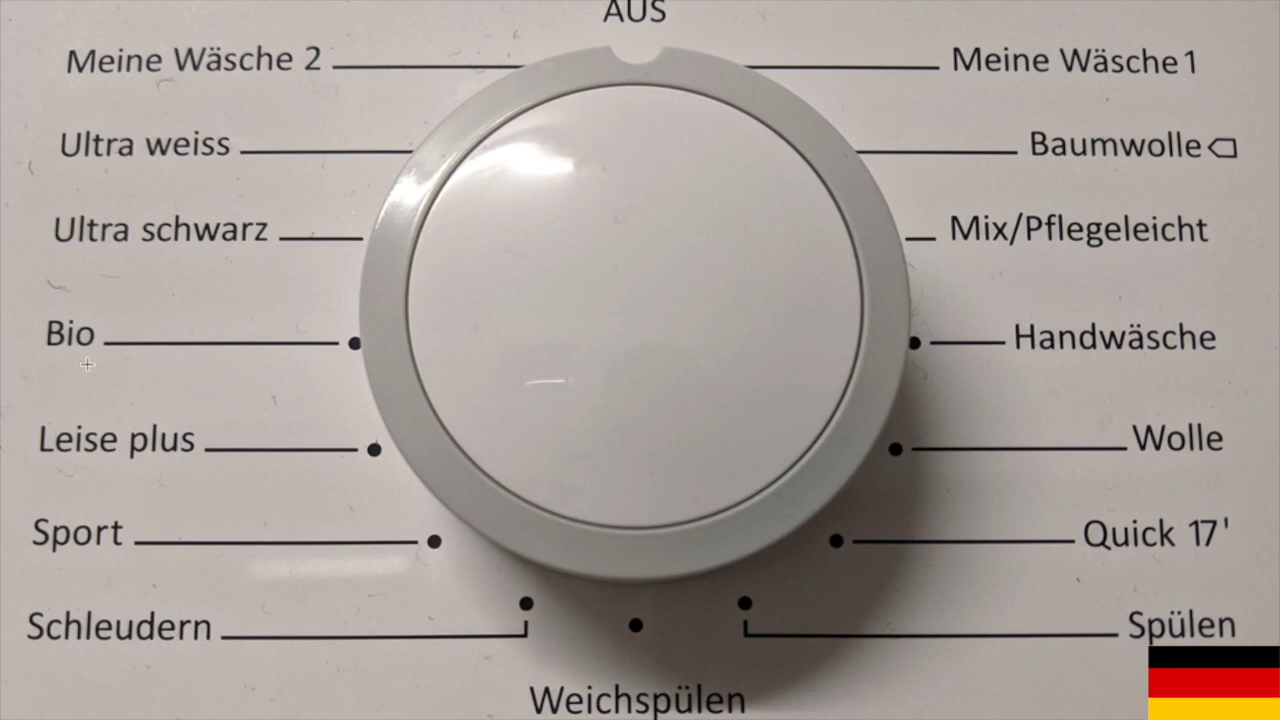 AUS
Meine Wäsche 2
Meine Wäsche 1
Ultra weiss
Baumwolle
Ultra schwarz
Mix/Pflegeleicht
Bio
Handwäsche
Leise plus
Wolle
Sport
Quick 17'
Schleudern
Spülen
Weichspülen